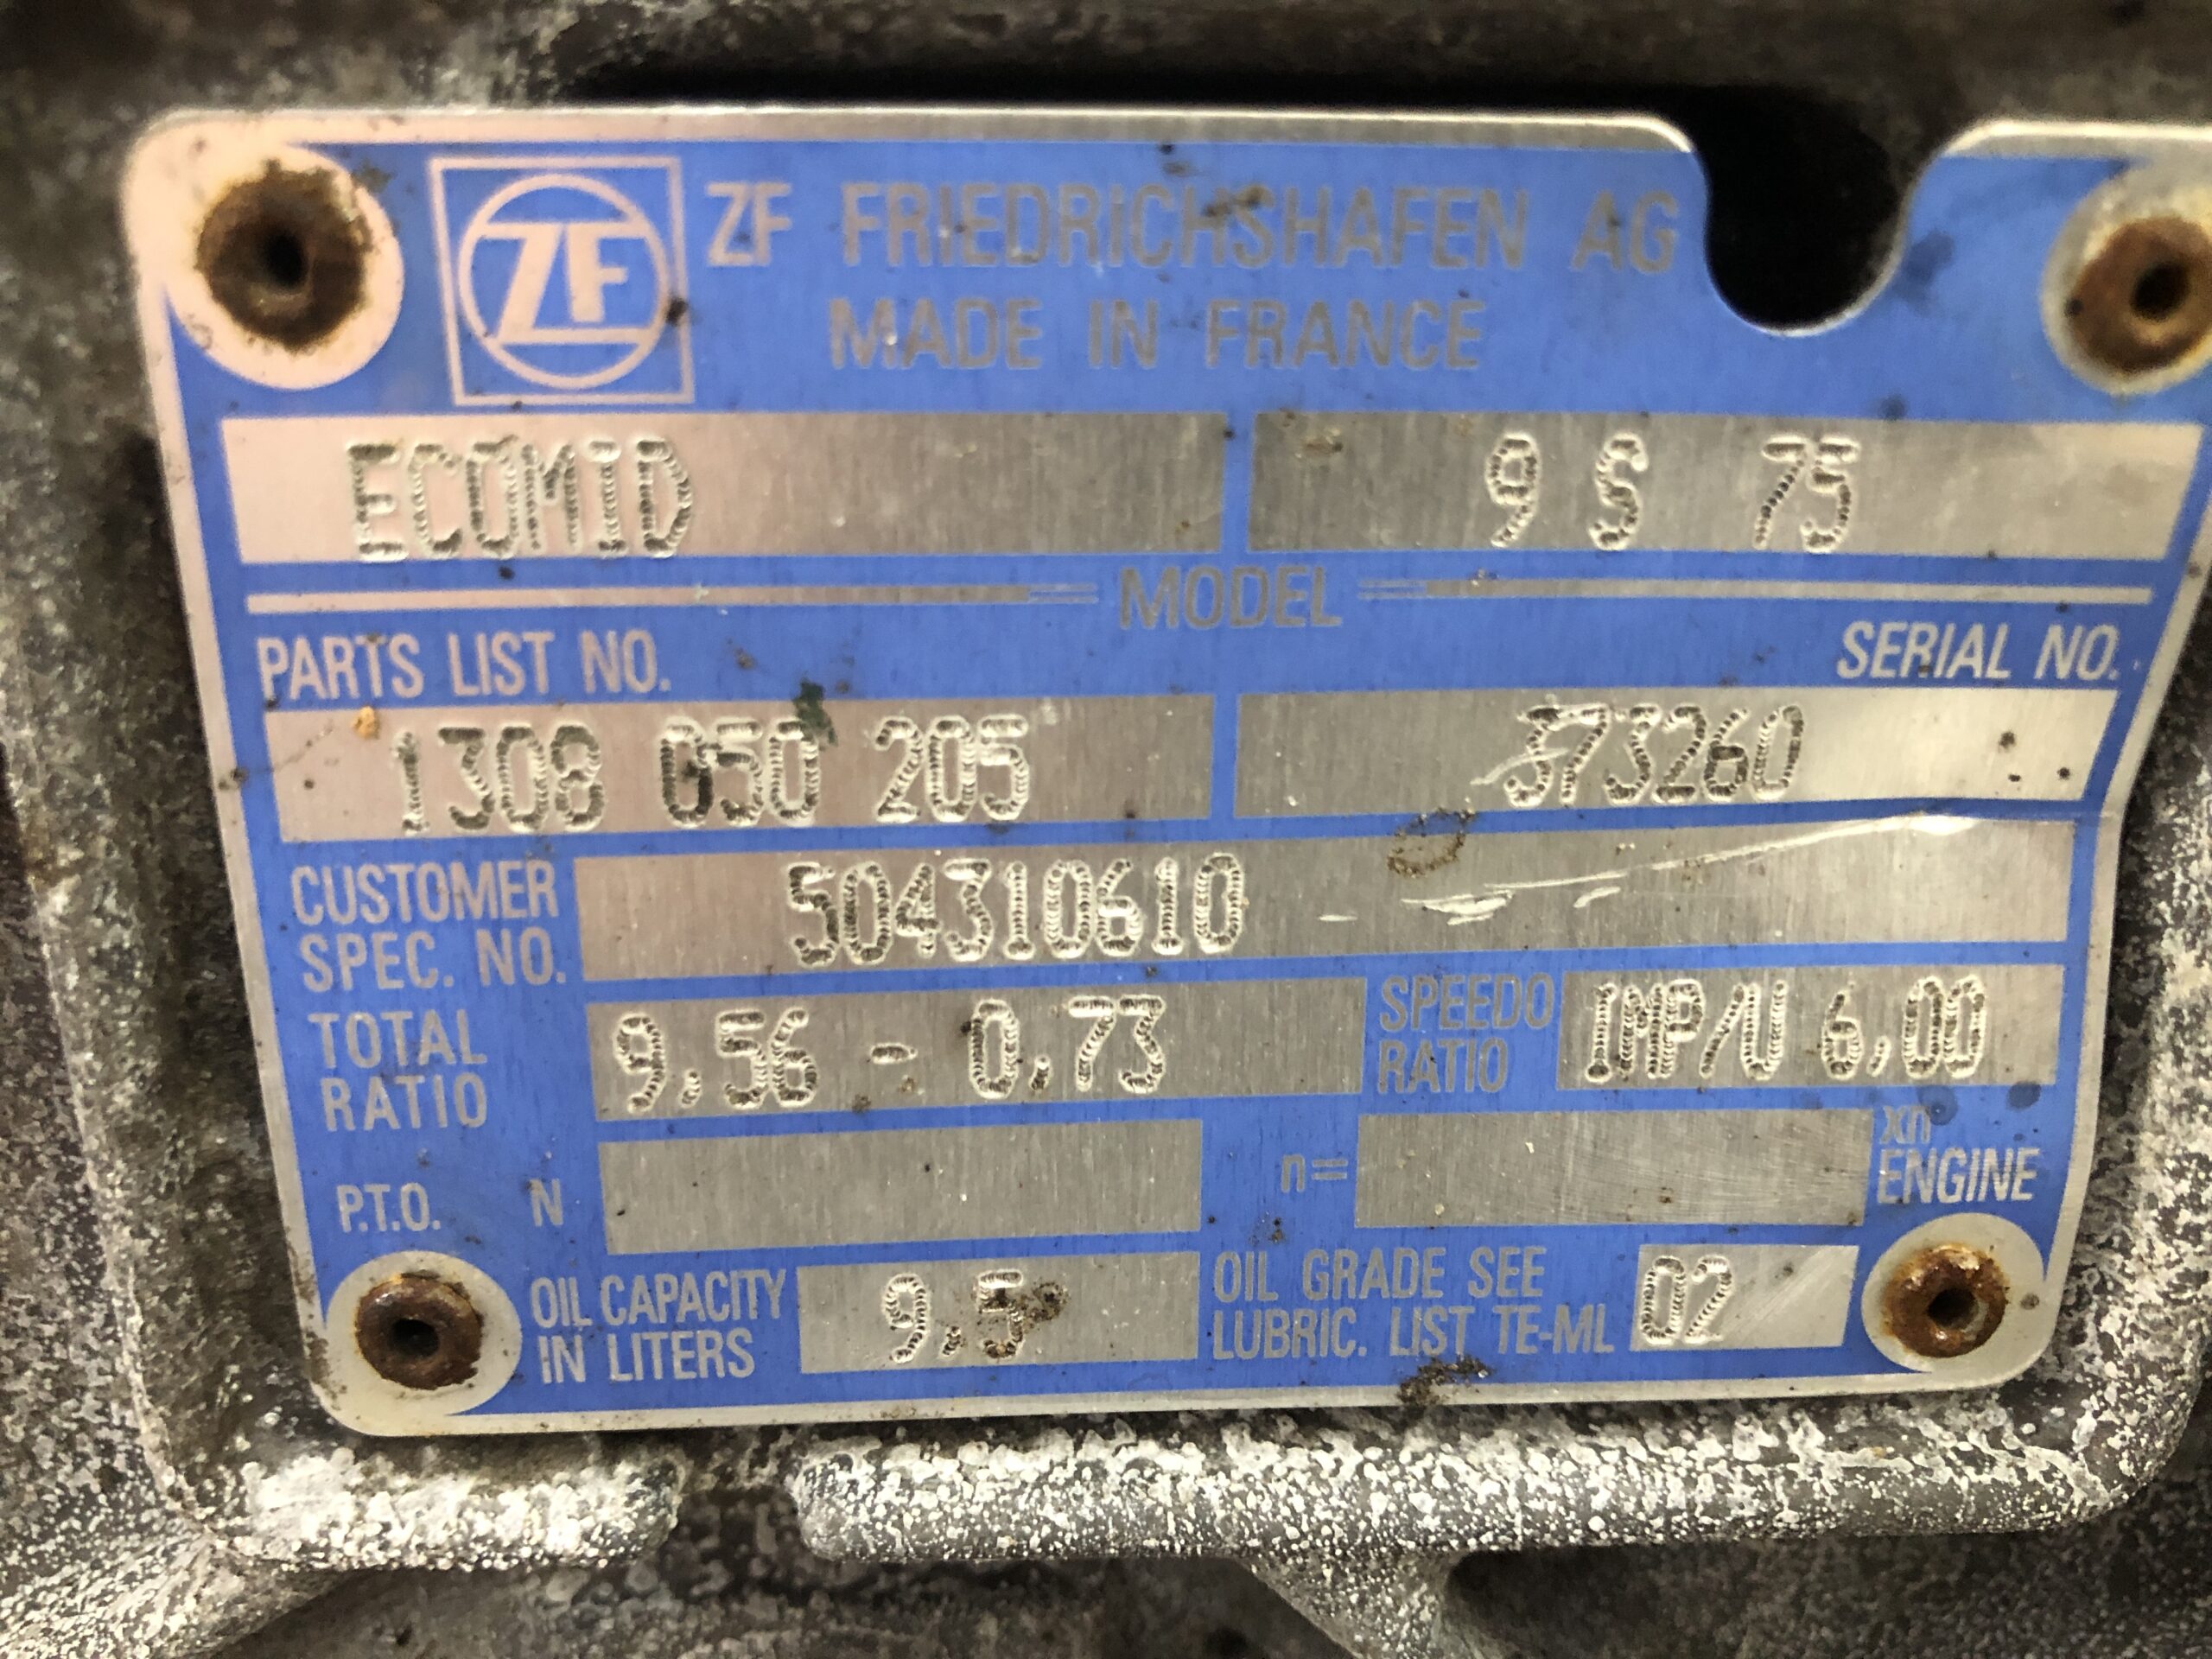 ZF ZF FRIEDRICHSHAFEN AG
MADE IN FRANCE
ECOMID 9 S 75
MODEL
PARTS LIST NO. SERIAL NO.
1308 050 205 373260
CUSTOMER SPEC. NO. 504310610 -
TOTAL RATIO 9,56 - 0,73 SPEEDO RATIO IMP/U 6,00
P.T.O. N n= xn ENGINE
OIL CAPACITY IN LITERS 9,5 OIL GRADE SEE LUBRIC. LIST TE-ML 02